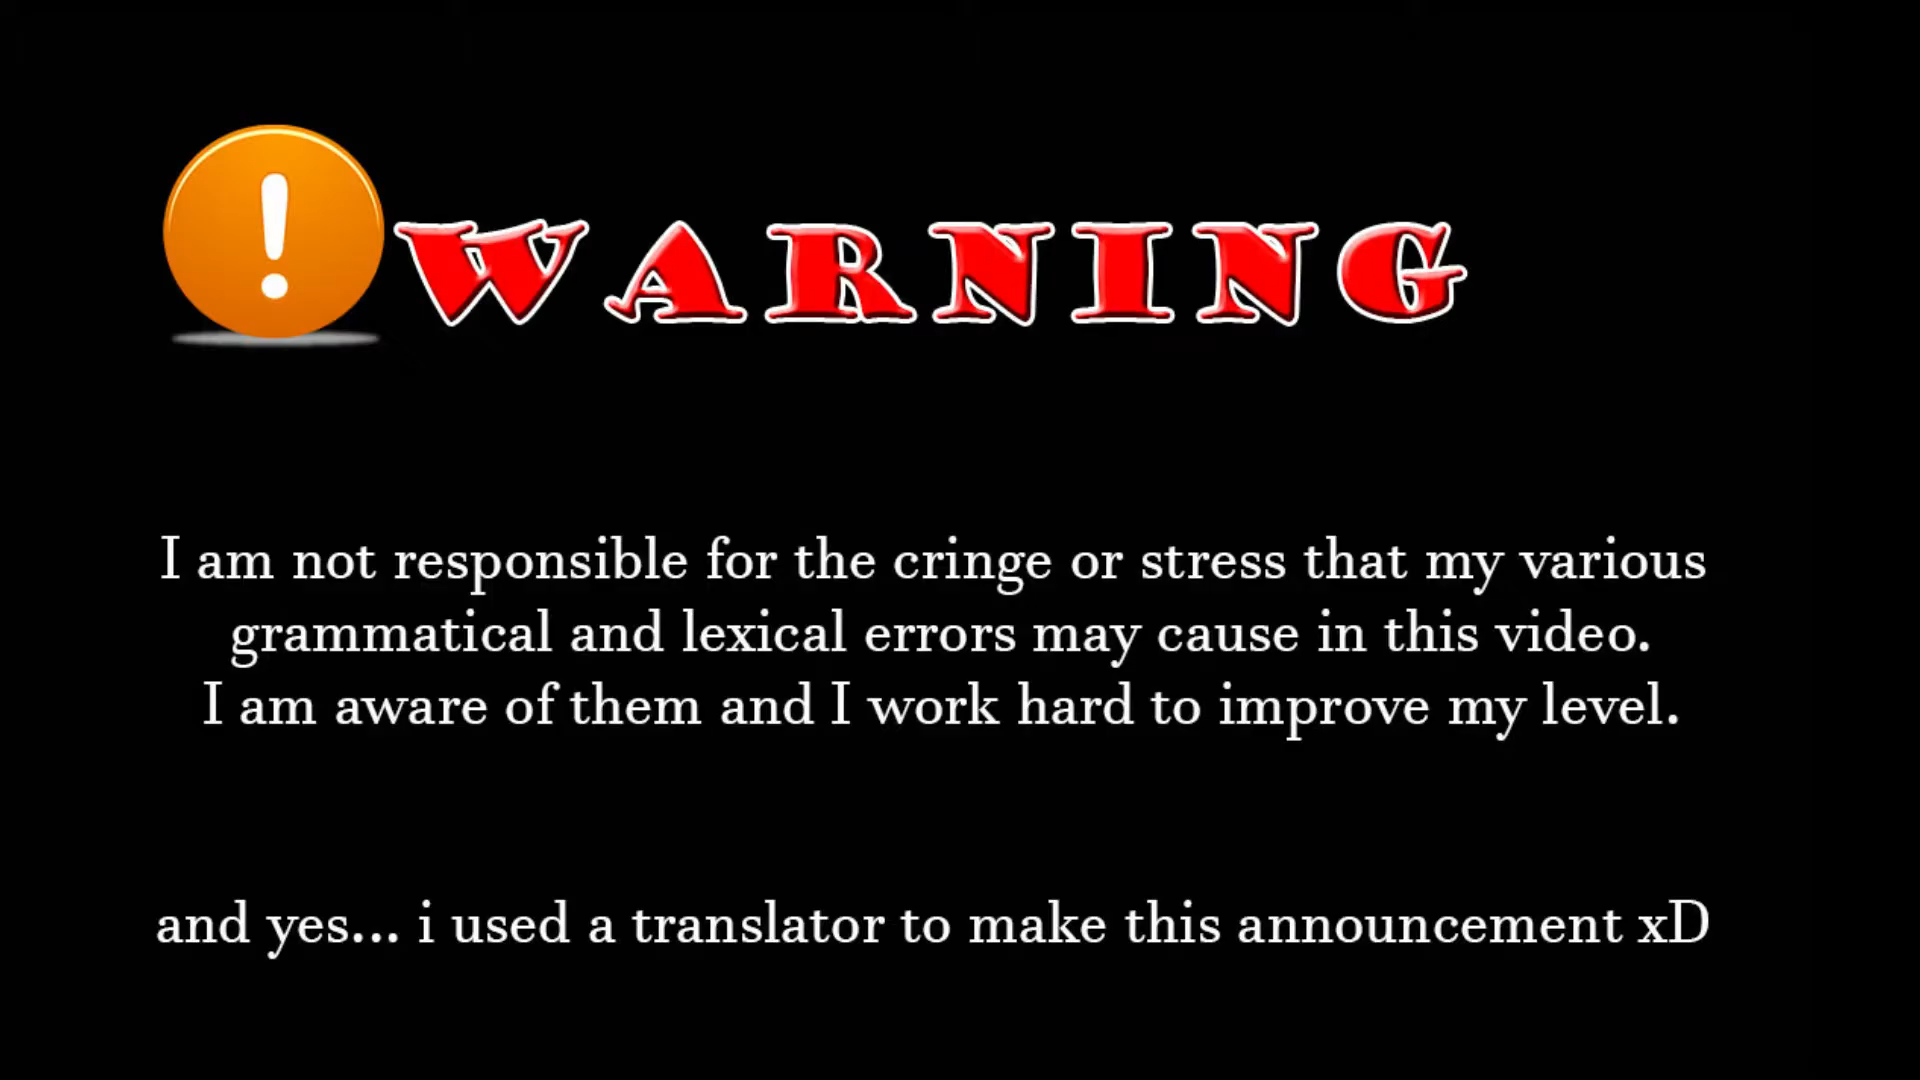 WARNING
I am not responsible for the cringe or stress that my various
grammatical and lexical errors may cause in this video.
I am aware of them and I work hard to improve my level.
and yes... i used a translator to make this announcement xD